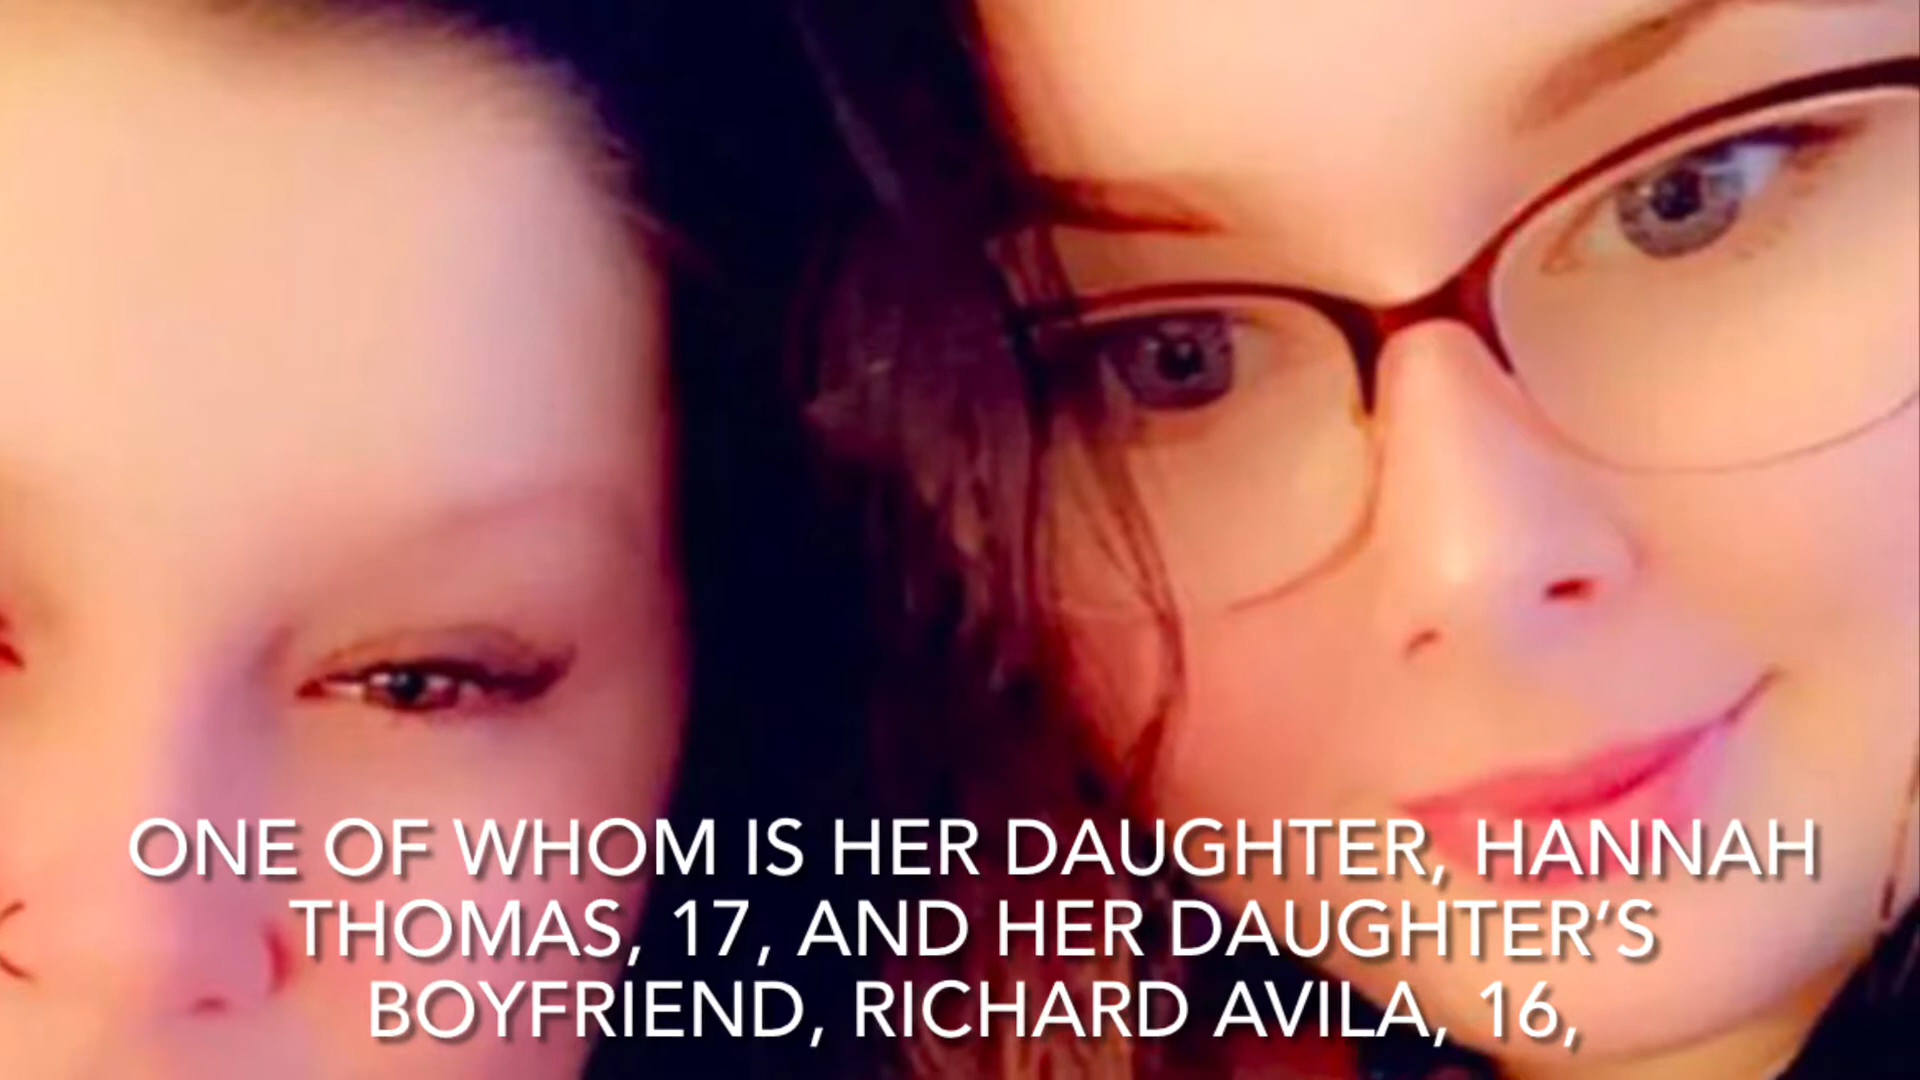 ONE OF WHOM IS HER DAUGHTER, HANNAH
THOMAS, 17, AND HER DAUGHTER’S
BOYFRIEND, RICHARD AVILA, 16,